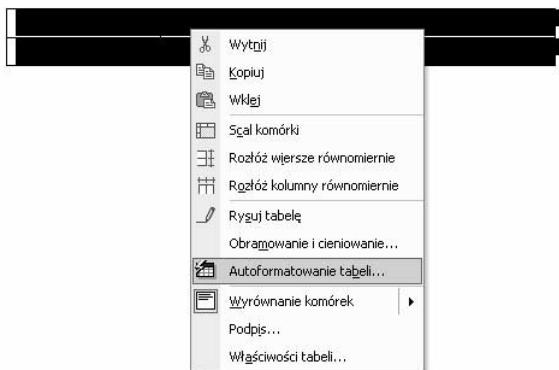 Wytnij
Kopiuj
Wklej
Scal komórki
Rozłóż wiersze równomiernie
Rozłóż kolumny równomiernie
Rysuj tabelę
Obramowanie i cieniowanie...
Autoformatowanie tabeli...
Wyrównanie komórek
Podpis...
Właściwości tabeli...